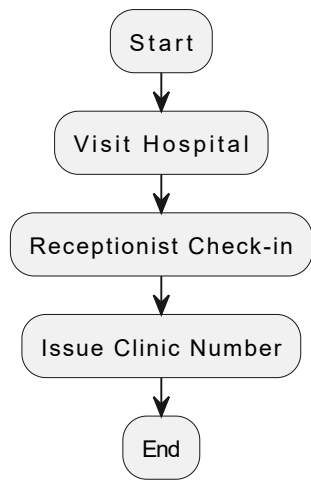 Start
Visit Hospital
Receptionist Check-in
Issue Clinic Number
End